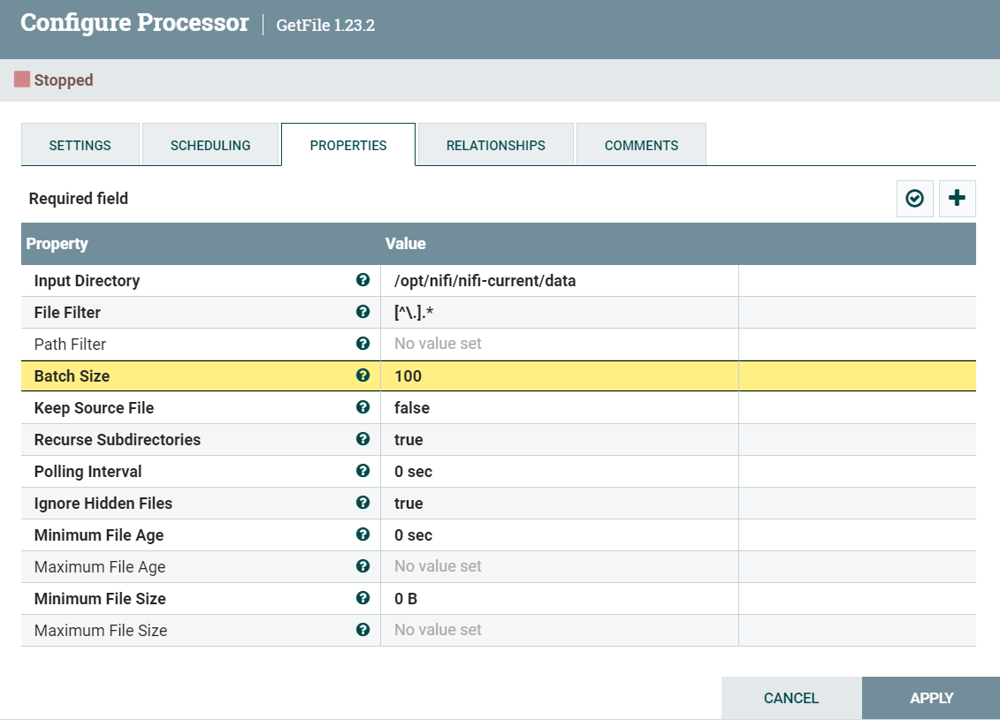 Configure Processor | GetFile 1.23.2
Stopped
SETTINGS SCHEDULING PROPERTIES RELATIONSHIPS COMMENTS
Required field
Property Value
Input Directory /opt/nifi/nifi-current/data
File Filter [^\.].*
Path Filter No value set
Batch Size 100
Keep Source File false
Recurse Subdirectories true
Polling Interval 0 sec
Ignore Hidden Files true
Minimum File Age 0 sec
Maximum File Age No value set
Minimum File Size 0 B
Maximum File Size No value set
CANCEL APPLY